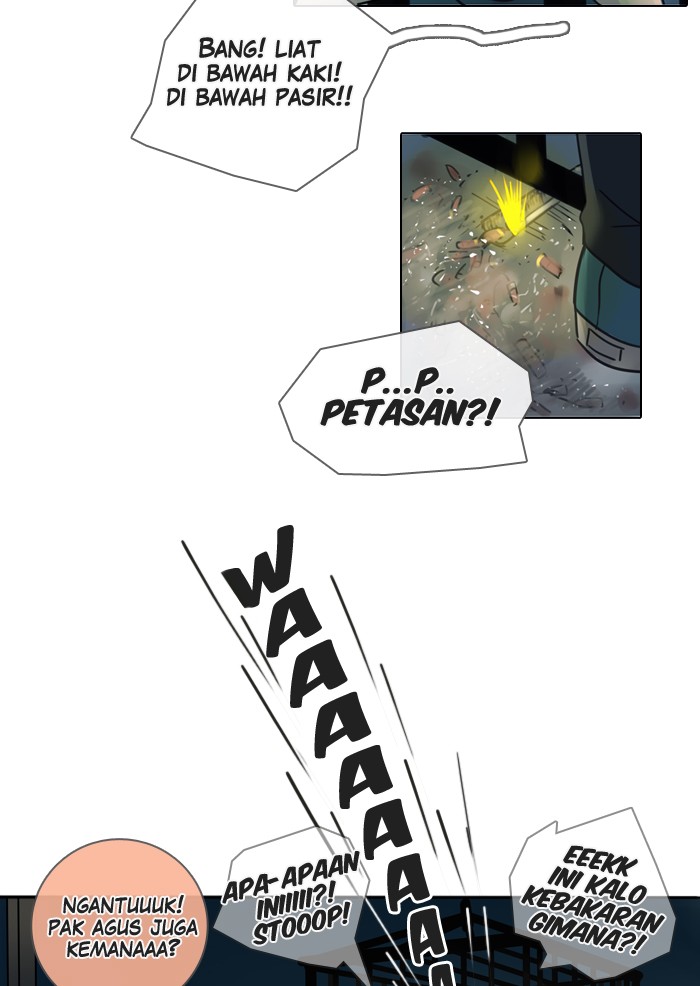 BANG! LIAT
DI BAWAH KAKI!
DI BAWAH PASIR!!
P...P..
PETASAN?!
WAAAAAAAA
NGANTUUUK!
PAK AGUS JUGA
KEMANAAA?
APA-APAAN
INIIIII?!
STOOOP!
EEEKK
INI KALO
KEBAKARAN
GIMANA?!